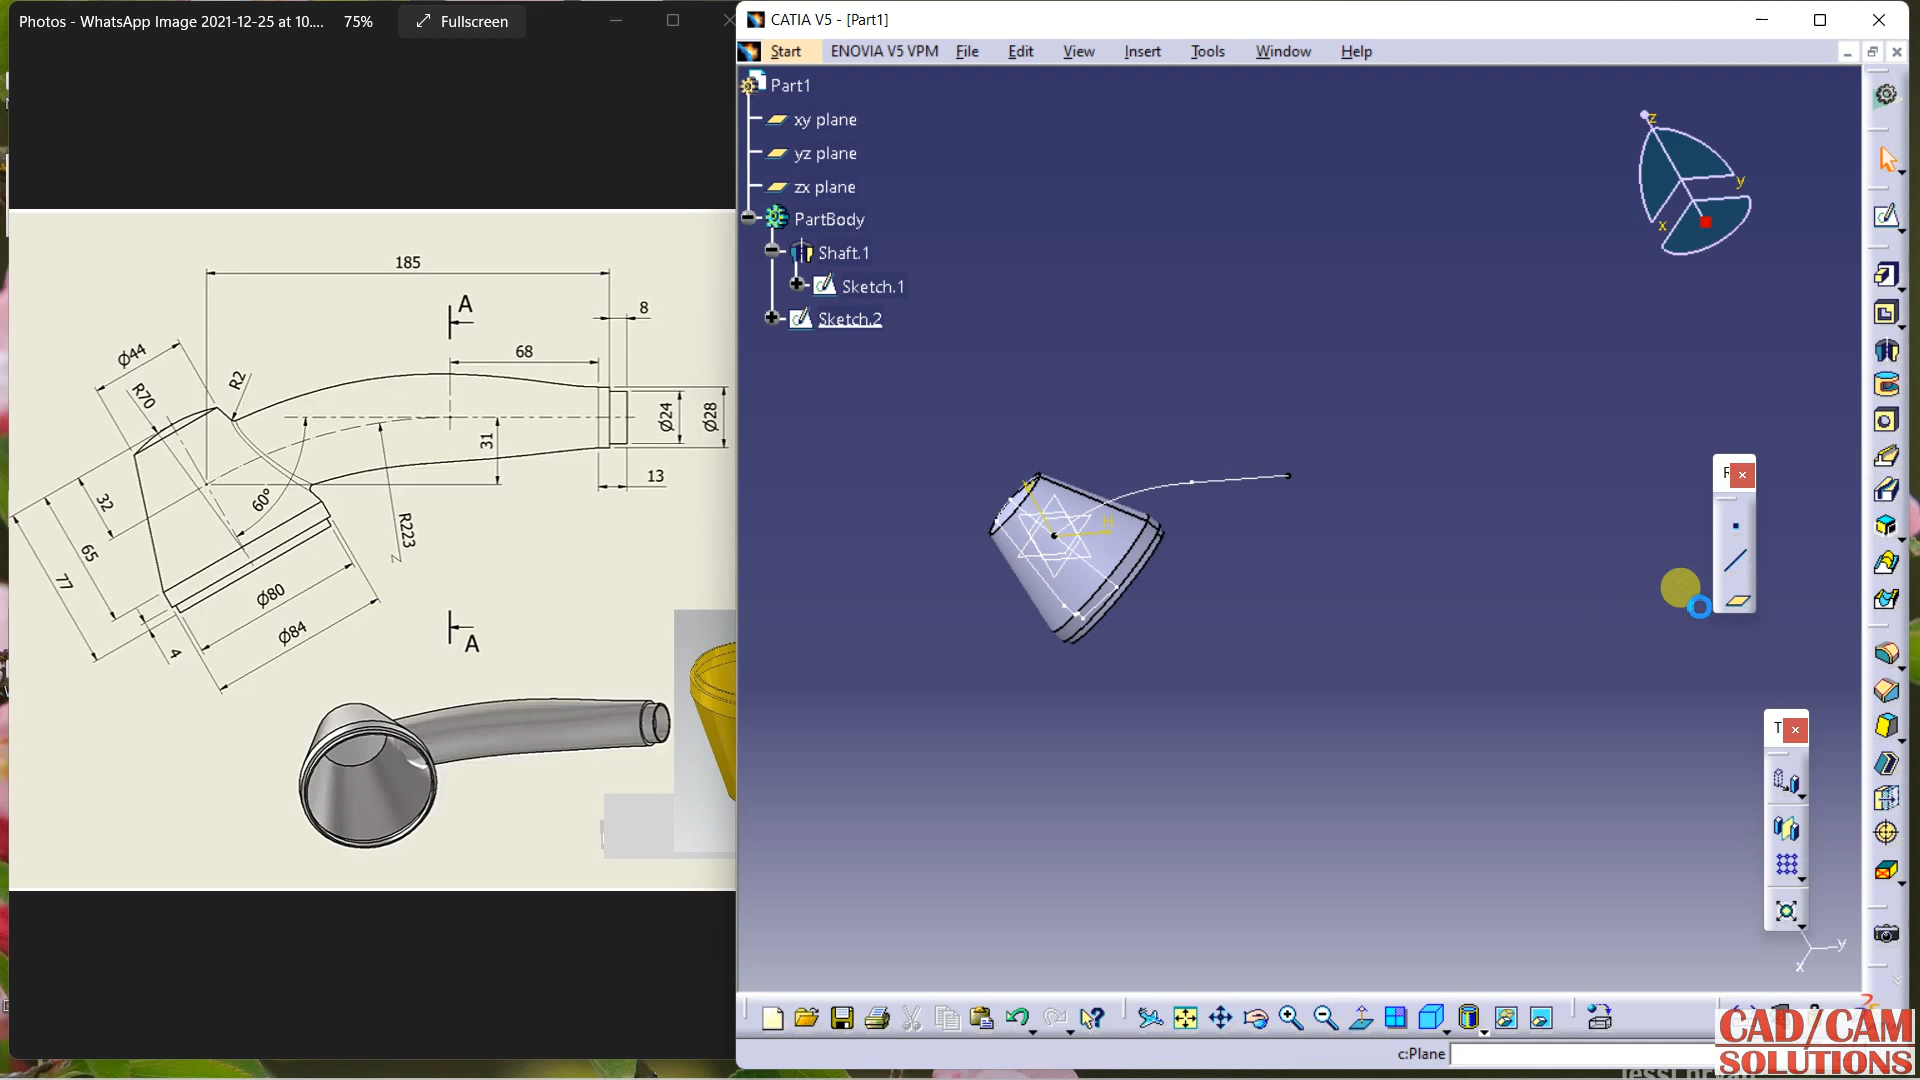 Photos - WhatsApp Image 2021-12-25 at 10....
75%
Fullscreen
185
A
8
68
Ø44
R70
R2
Ø24
Ø28
31
13
32
60°
R223
65
77
Ø80
Ø84
4
A
CATIA V5 - [Part1]
Start
ENOVIA V5 VPM
File
Edit
View
Insert
Tools
Window
Help
Part1
xy plane
yz plane
zx plane
PartBody
Shaft.1
Sketch.1
Sketch.2
z
y
x
H
T
y
x
c:Plane
CAD/CAM
SOLUTIONS